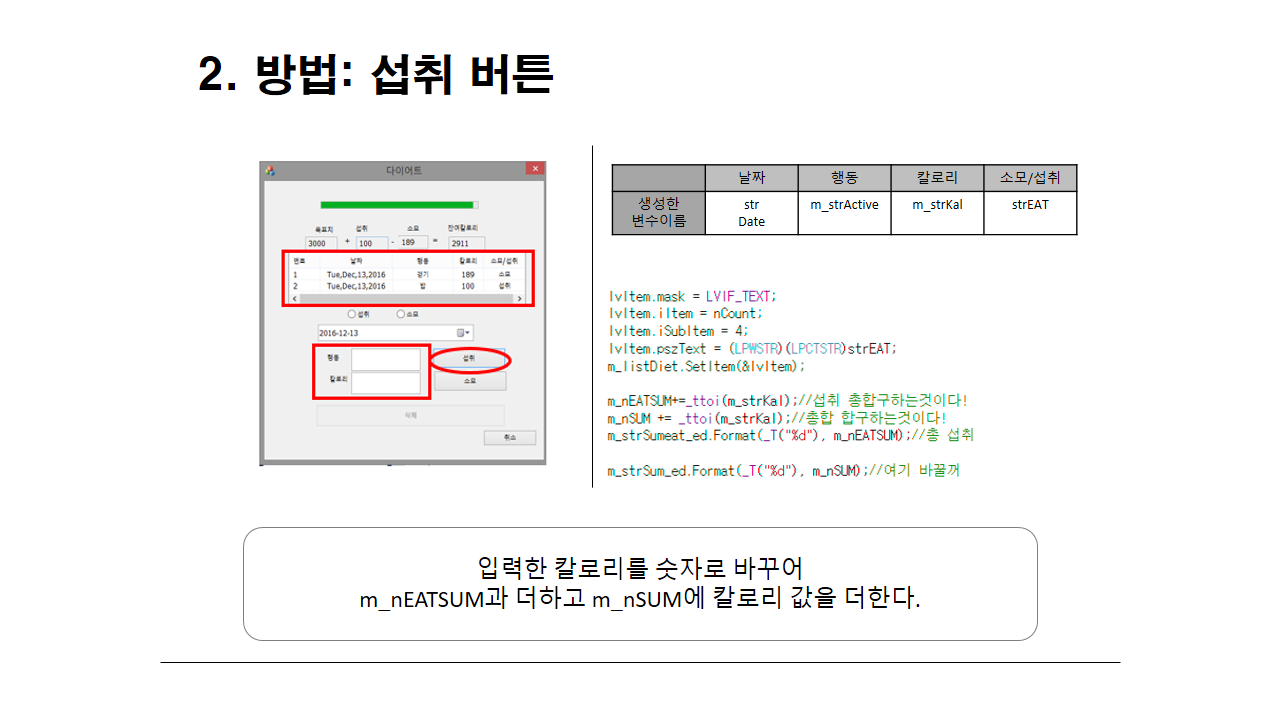 2. 방법: 섭취 버튼
다이어트
목표치 섭취 소모 잔여칼로리
3000 + 100 - 189 = 2911
번호 날짜 행동 칼로리 소모/섭취
1 Tue,Dec,13,2016 걷기 189 소모
2 Tue,Dec,13,2016 밥 100 섭취
섭취 소모
2016-12-13
행동 섭취
칼로리 소모
삭제
취소
날짜 행동 칼로리 소모/섭취
생성한 str m_strActive m_strKal strEAT
변수이름 Date
lvItem.mask = LVIF_TEXT;
lvItem.iItem = nCount;
lvItem.iSubItem = 4;
lvItem.pszText = (LPWSTR)(LPCTSTR)strEAT;
m_listDiet.SetItem(&lvItem);
m_nEATSUM+=_ttoi(m_strKal);//섭취 총합구하는것이다!
m_nSUM += _ttoi(m_strKal);//총합 합구하는것이다!
m_strSumeat_ed.Format(_T("%d"), m_nEATSUM);//총 섭취
m_strSum_ed.Format(_T("%d"), m_nSUM);//여기 바꿀꺼
입력한 칼로리를 숫자로 바꾸어
m_nEATSUM과 더하고 m_nSUM에 칼로리 값을 더한다.